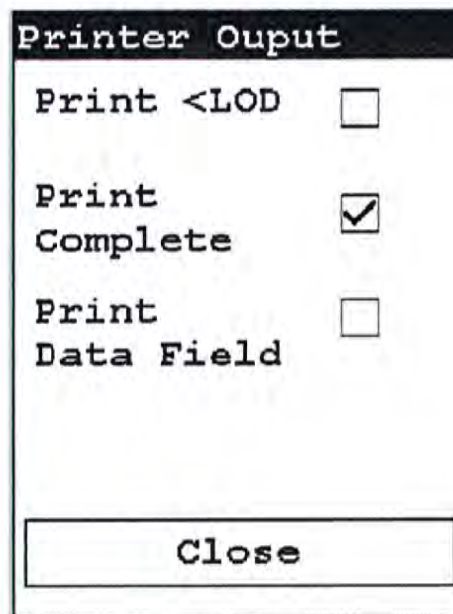 Printer Ouput
Print <LOD
Print
Complete
Print
Data Field
Close